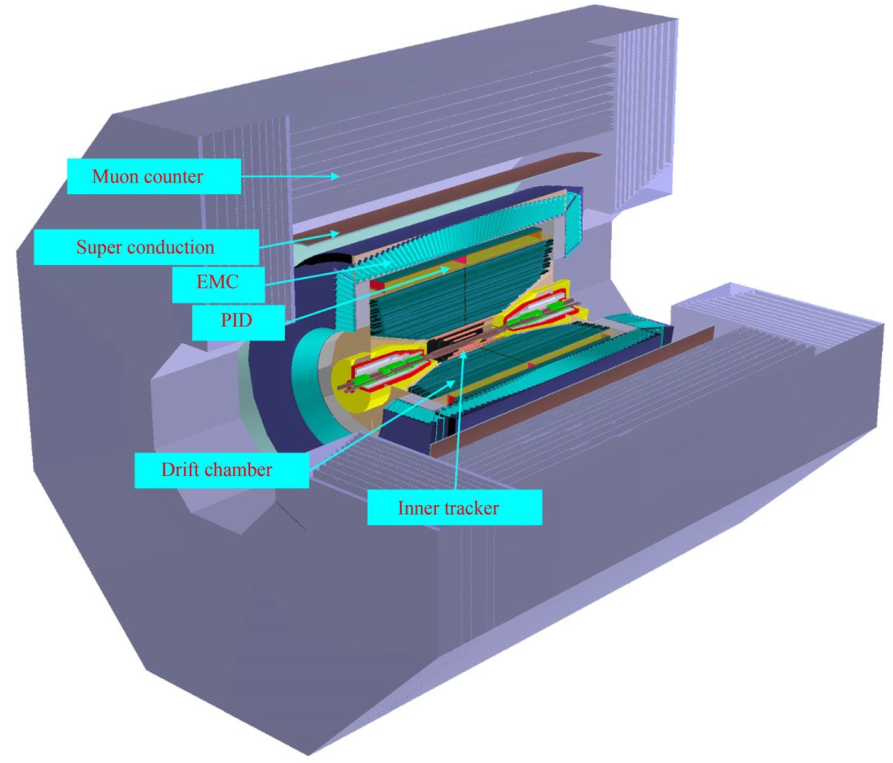 Muon counter
Super conduction
EMC
PID
Drift chamber
Inner tracker